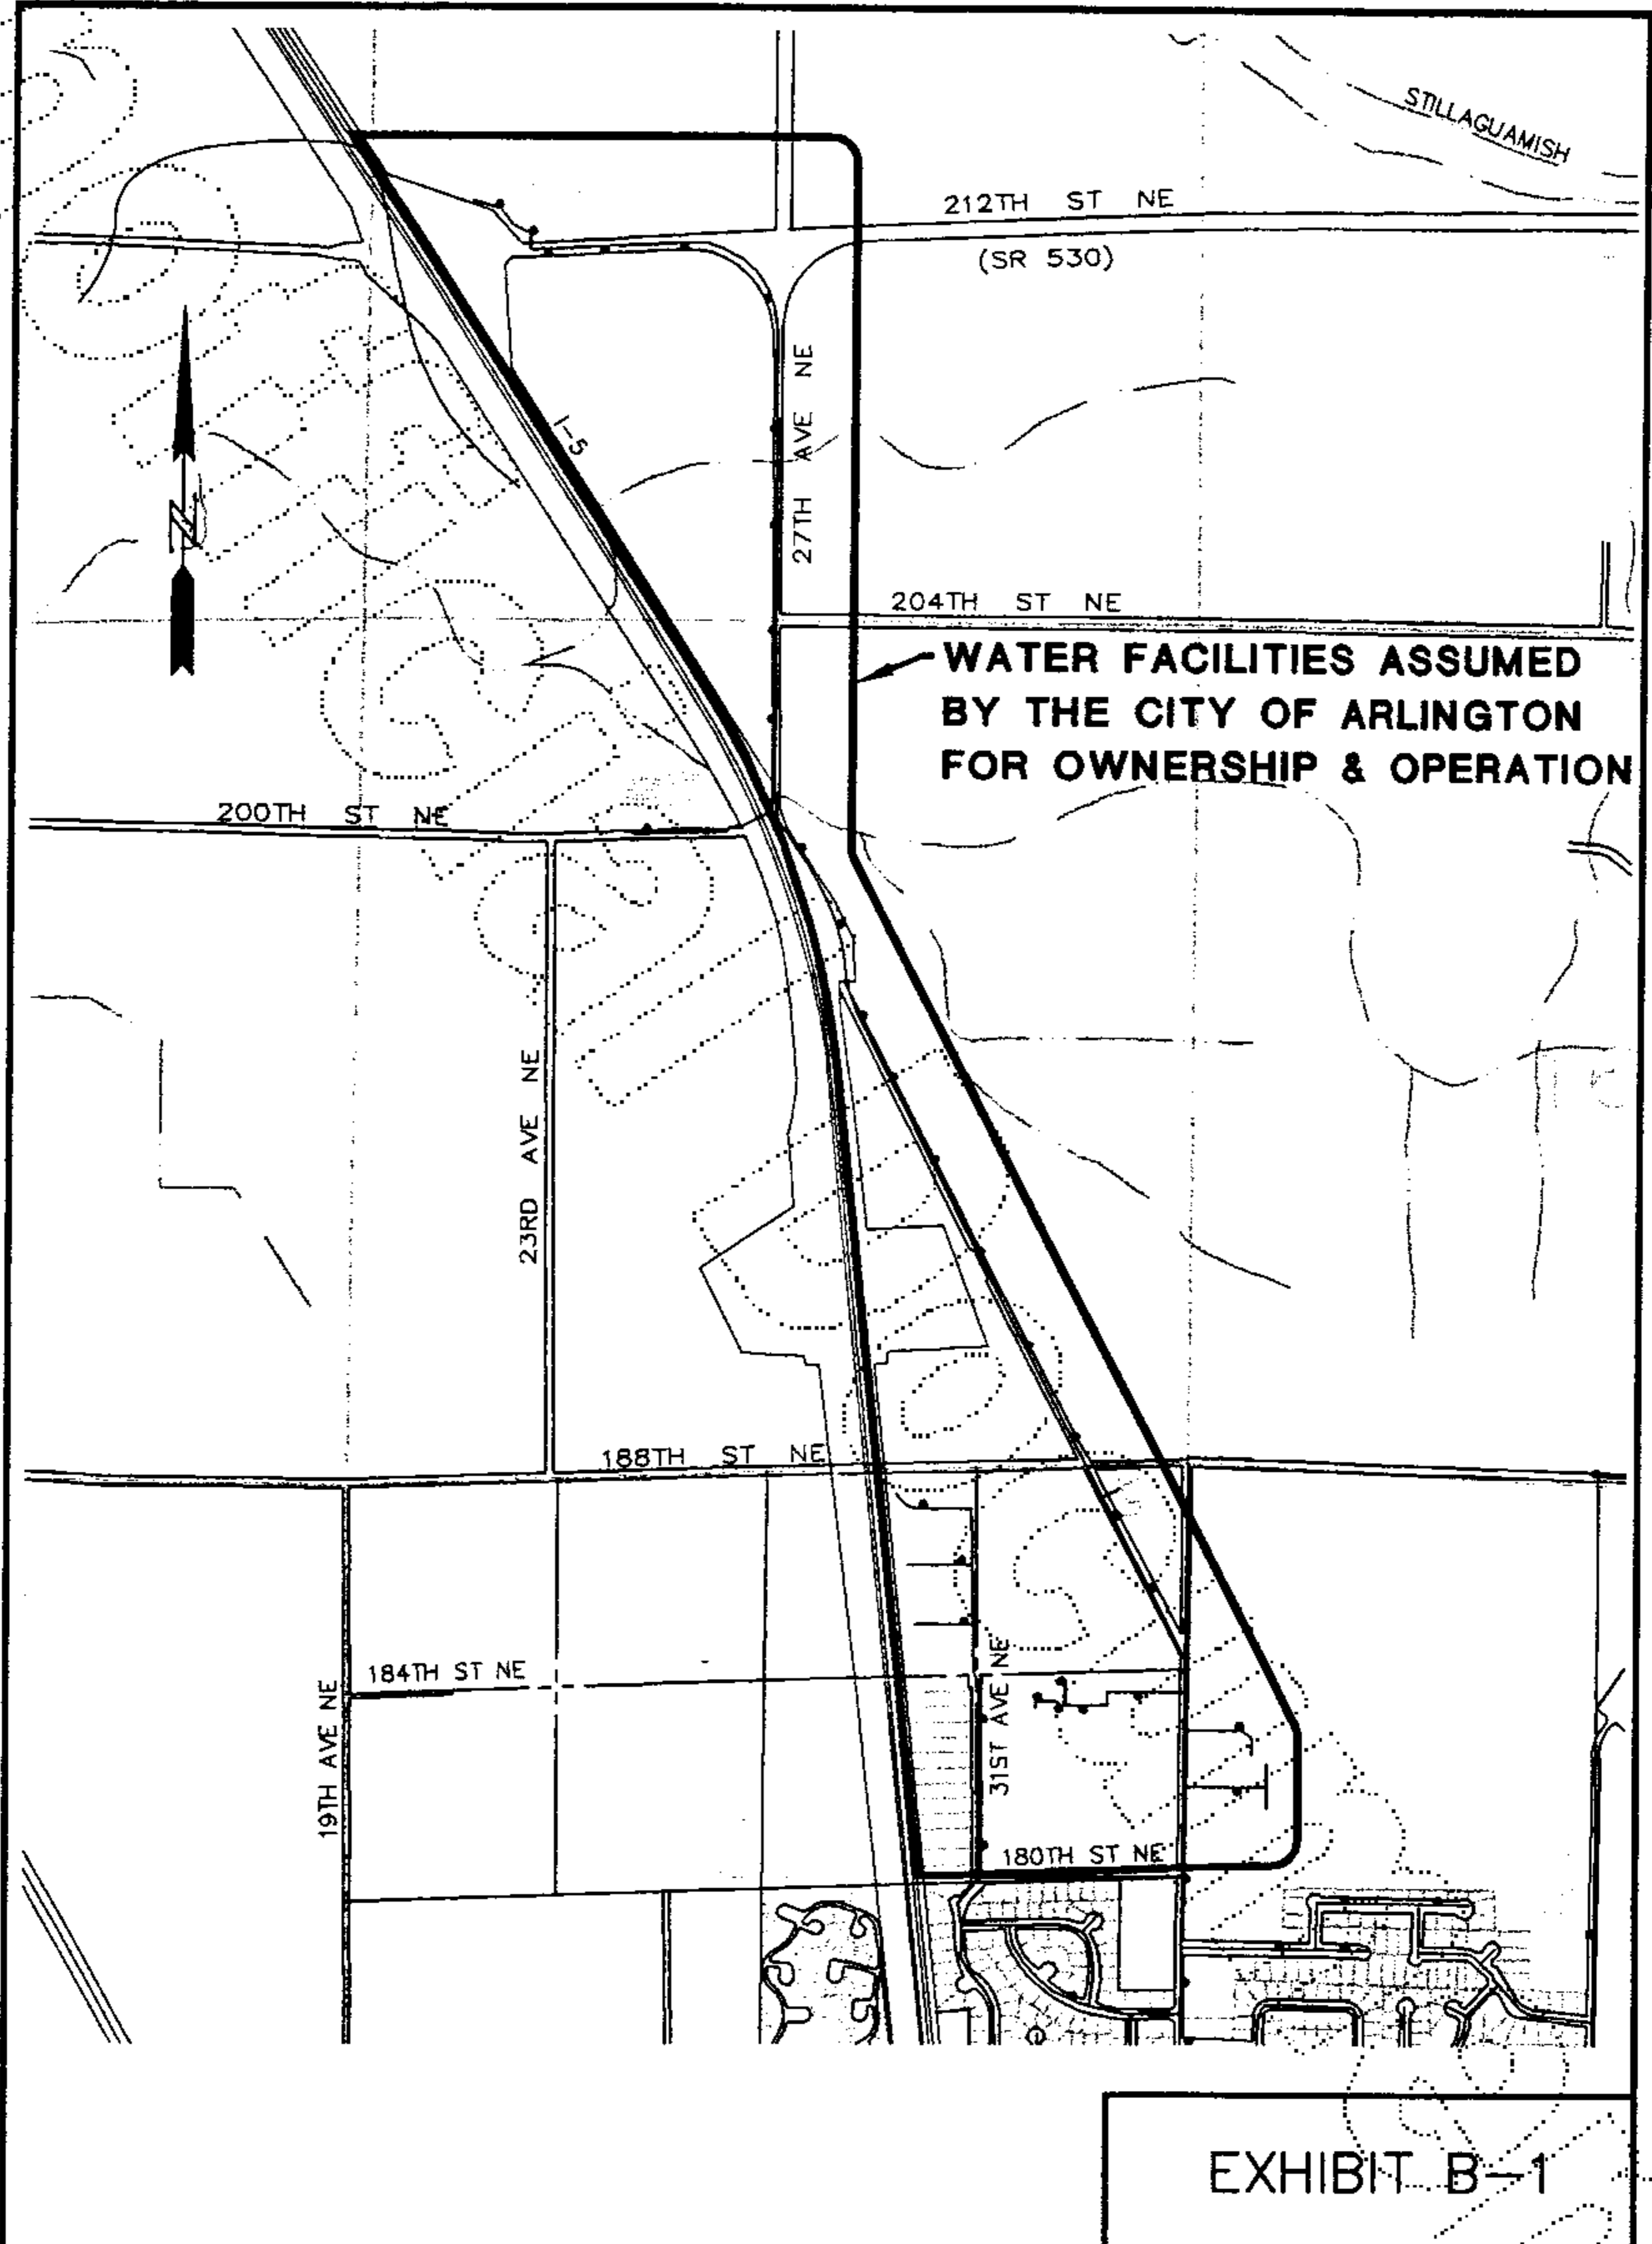 STILLAGUAMISH
212TH ST NE
(SR 530)
I-5
27TH AVE NE
N
204TH ST NE
WATER FACILITIES ASSUMED
BY THE CITY OF ARLINGTON
FOR OWNERSHIP & OPERATION
200TH ST NE
23RD AVE NE
188TH ST NE
184TH ST NE
31ST AVE NE
19TH AVE NE
180TH ST NE
EXHIBIT B-1